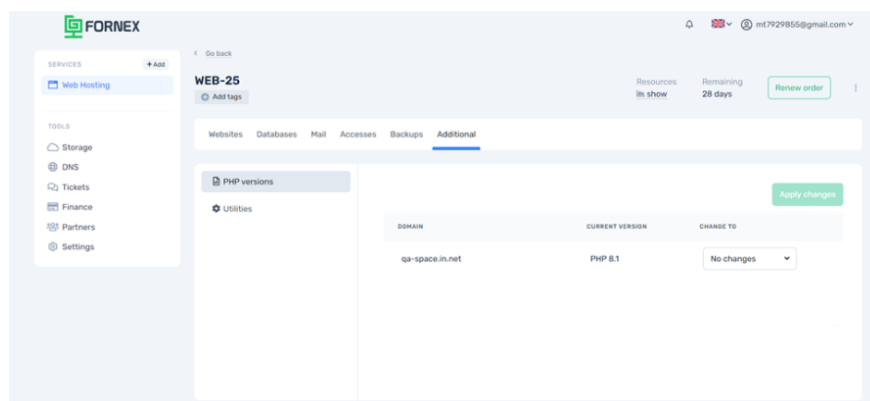 FORNEX
mt7929855@gmail.com
SERVICES
+Add
Web Hosting
TOOLS
Storage
DNS
Tickets
Finance
Partners
Settings
Go back
WEB-25
Add tags
Resources
show
Remaining
28 days
Renew order
Websites Databases Mail Accesses Backups Additional
PHP versions
Utilities
Apply changes
DOMAIN CURRENT VERSION CHANGE TO
qa-space.in.net PHP 8.1 No changes